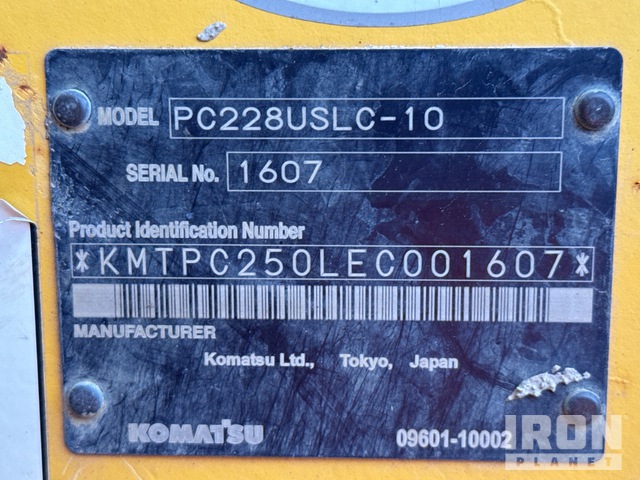 MODEL PC228USLC-10
SERIAL No. 1607
Product Identification Number
*KMTPC250LEC001607*
MANUFACTURER
Komatsu Ltd., Tokyo, Japan
KOMATSU 09601-10002
IRON
PLANET